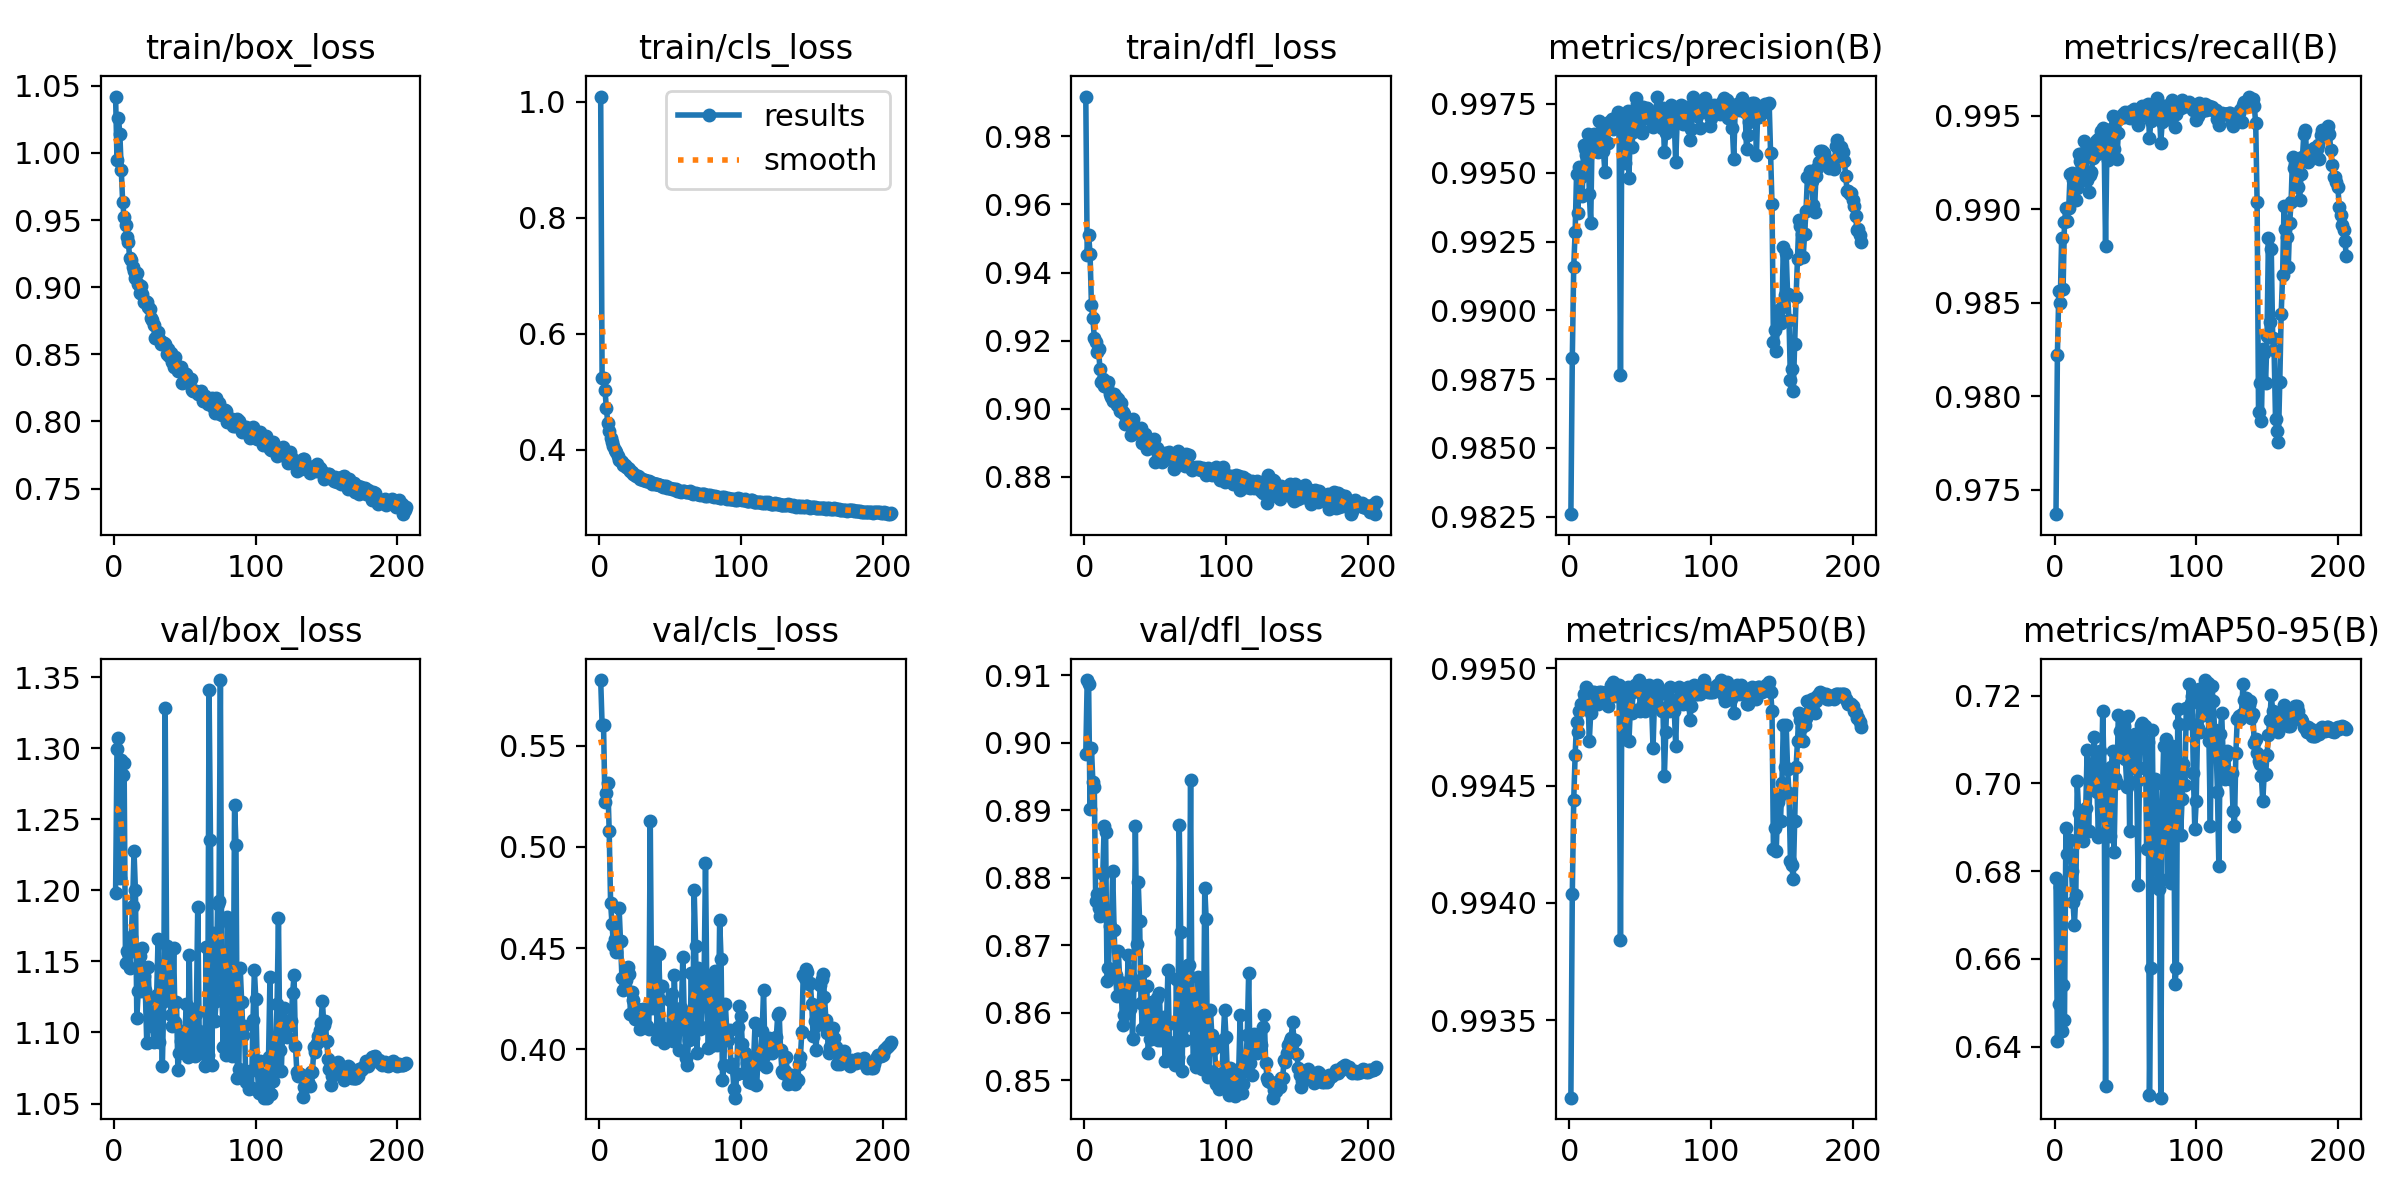 train/box_loss
1.05
1.00
0.95
0.90
0.85
0.80
0.75
0 100 200
train/cls_loss
results
smooth
1.0
0.8
0.6
0.4
0 100 200
train/dfl_loss
0.98
0.96
0.94
0.92
0.90
0.88
0 100 200
metrics/precision(B)
0.9975
0.9950
0.9925
0.9900
0.9875
0.9850
0.9825
0 100 200
metrics/recall(B)
0.995
0.990
0.985
0.980
0.975
0 100 200
val/box_loss
1.35
1.30
1.25
1.20
1.15
1.10
1.05
0 100 200
val/cls_loss
0.55
0.50
0.45
0.40
0 100 200
val/dfl_loss
0.91
0.90
0.89
0.88
0.87
0.86
0.85
0 100 200
metrics/mAP50(B)
0.9950
0.9945
0.9940
0.9935
0 100 200
metrics/mAP50-95(B)
0.72
0.70
0.68
0.66
0.64
0 100 200